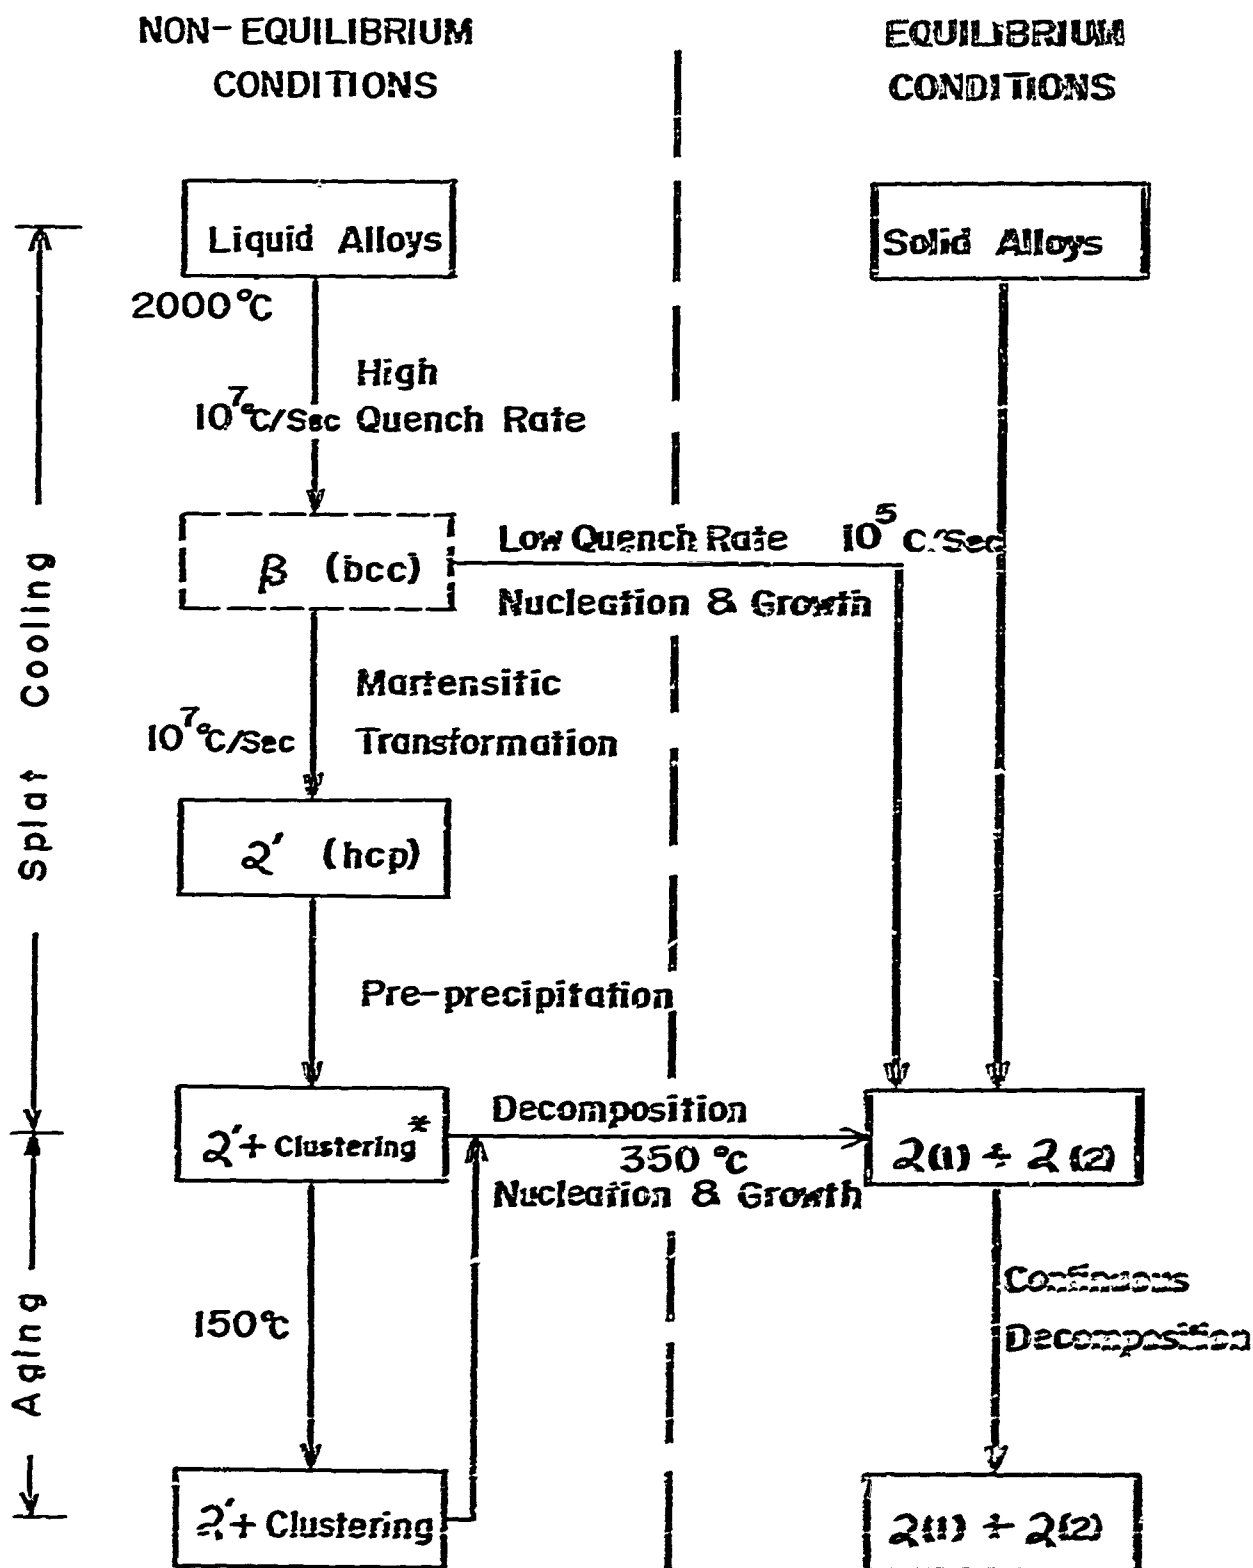 NON-EQUILIBRIUM
CONDITIONS
EQUILIBRIUM
CONDITIONS
Liquid Alloys
Solid Alloys
2000°C
High
10⁷°C/Sec Quench Rate
β (bcc)
Low Quench Rate 10⁵ C/Sec
Nucleation & Growth
Martensitic
10⁷°C/Sec Transformation
α' (hcp)
Pre-precipitation
α'+ Clustering*
Decomposition
350°C
Nucleation & Growth
α(1) + α(2)
150°C
Continuous
Decomposition
α'+ Clustering
α(1) + α(2)
Splat Cooling
Aging